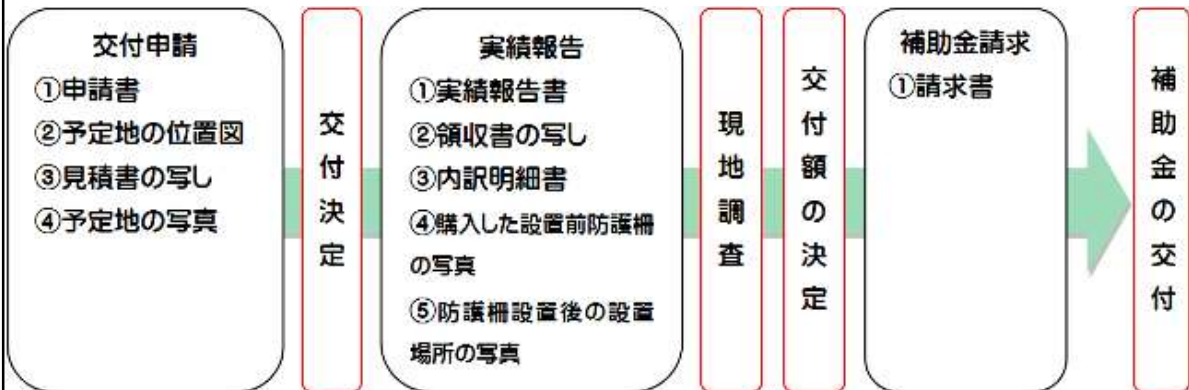 交付申請
①申請書
②予定地の位置図
③見積書の写し
④予定地の写真
交付決定
実績報告
①実績報告書
②領収書の写し
③内訳明細書
④購入した設置前防護柵
の写真
⑤防護柵設置後の設置
場所の写真
現地調査
交付額の決定
補助金請求
①請求書
補助金の交付